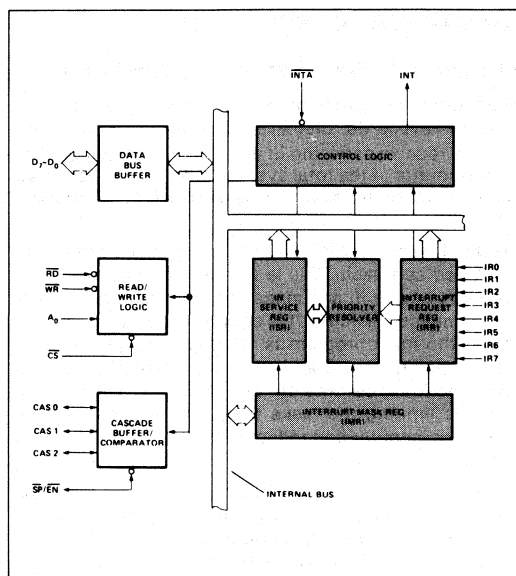 INTA
INT
CONTROL LOGIC
D7-D0
DATA
BUS
BUFFER
RD
WR
A0
CS
READ/
WRITE
LOGIC
IN
SERVICE
REG
(ISR)
PRIORITY
RESOLVER
INTERRUPT
REQUEST
REG
(IRR)
IR0
IR1
IR2
IR3
IR4
IR5
IR6
IR7
CAS 0
CAS 1
CAS 2
CASCADE
BUFFER/
COMPARATOR
SP/EN
INTERRUPT MASK REG
(IMR)
INTERNAL BUS